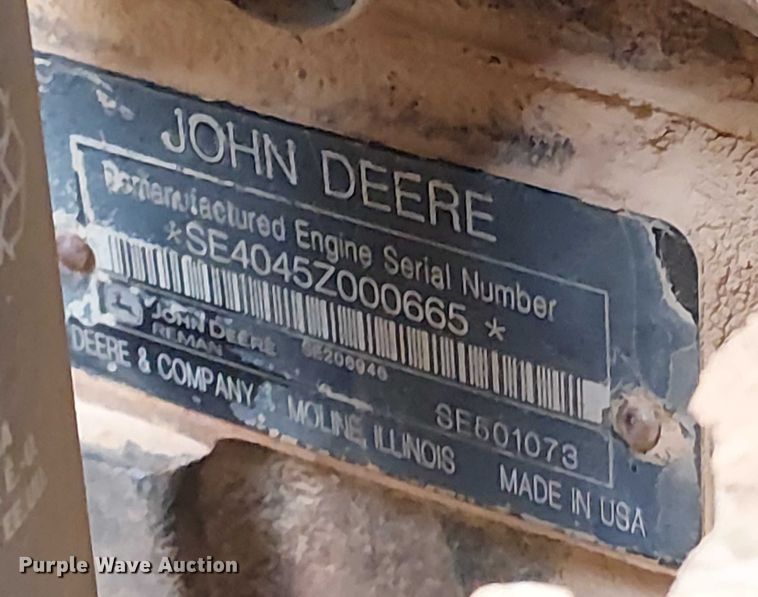 JOHN DEERE
Remanufactured Engine Serial Number
*SE4045Z000665*
JOHN DEERE
REMAN
SE501073
DEERE & COMPANY MOLINE, ILLINOIS
MADE IN USA
Purple Wave Auction